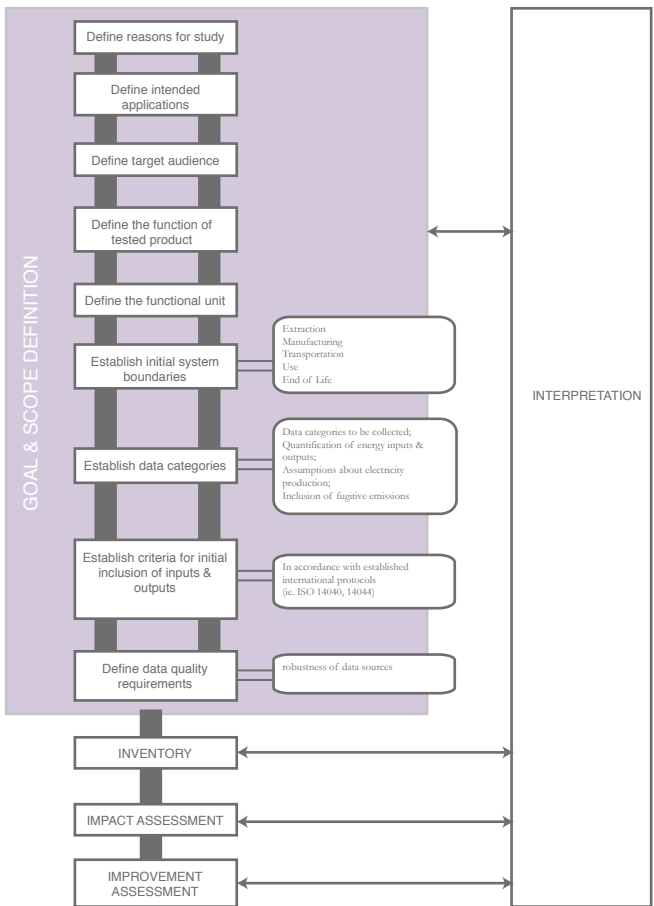 Define reasons for study
Define intended
applications
Define target audience
Define the function of
tested product
Define the functional unit
Establish initial system
boundaries
Extraction
Manufacturing
Transportation
Use
End of Life
Establish data categories
Data categories to be collected;
Quantification of energy inputs &
outputs;
Assumptions about electricity
production;
Inclusion of fugitive emissions
Establish criteria for initial
inclusion of inputs &
outputs
In accordance with established
international protocols
(ie. ISO 14040, 14044)
Define data quality
requirements
robustness of data sources
GOAL & SCOPE DEFINITION
INVENTORY
IMPACT ASSESSMENT
IMPROVEMENT
ASSESSMENT
INTERPRETATION